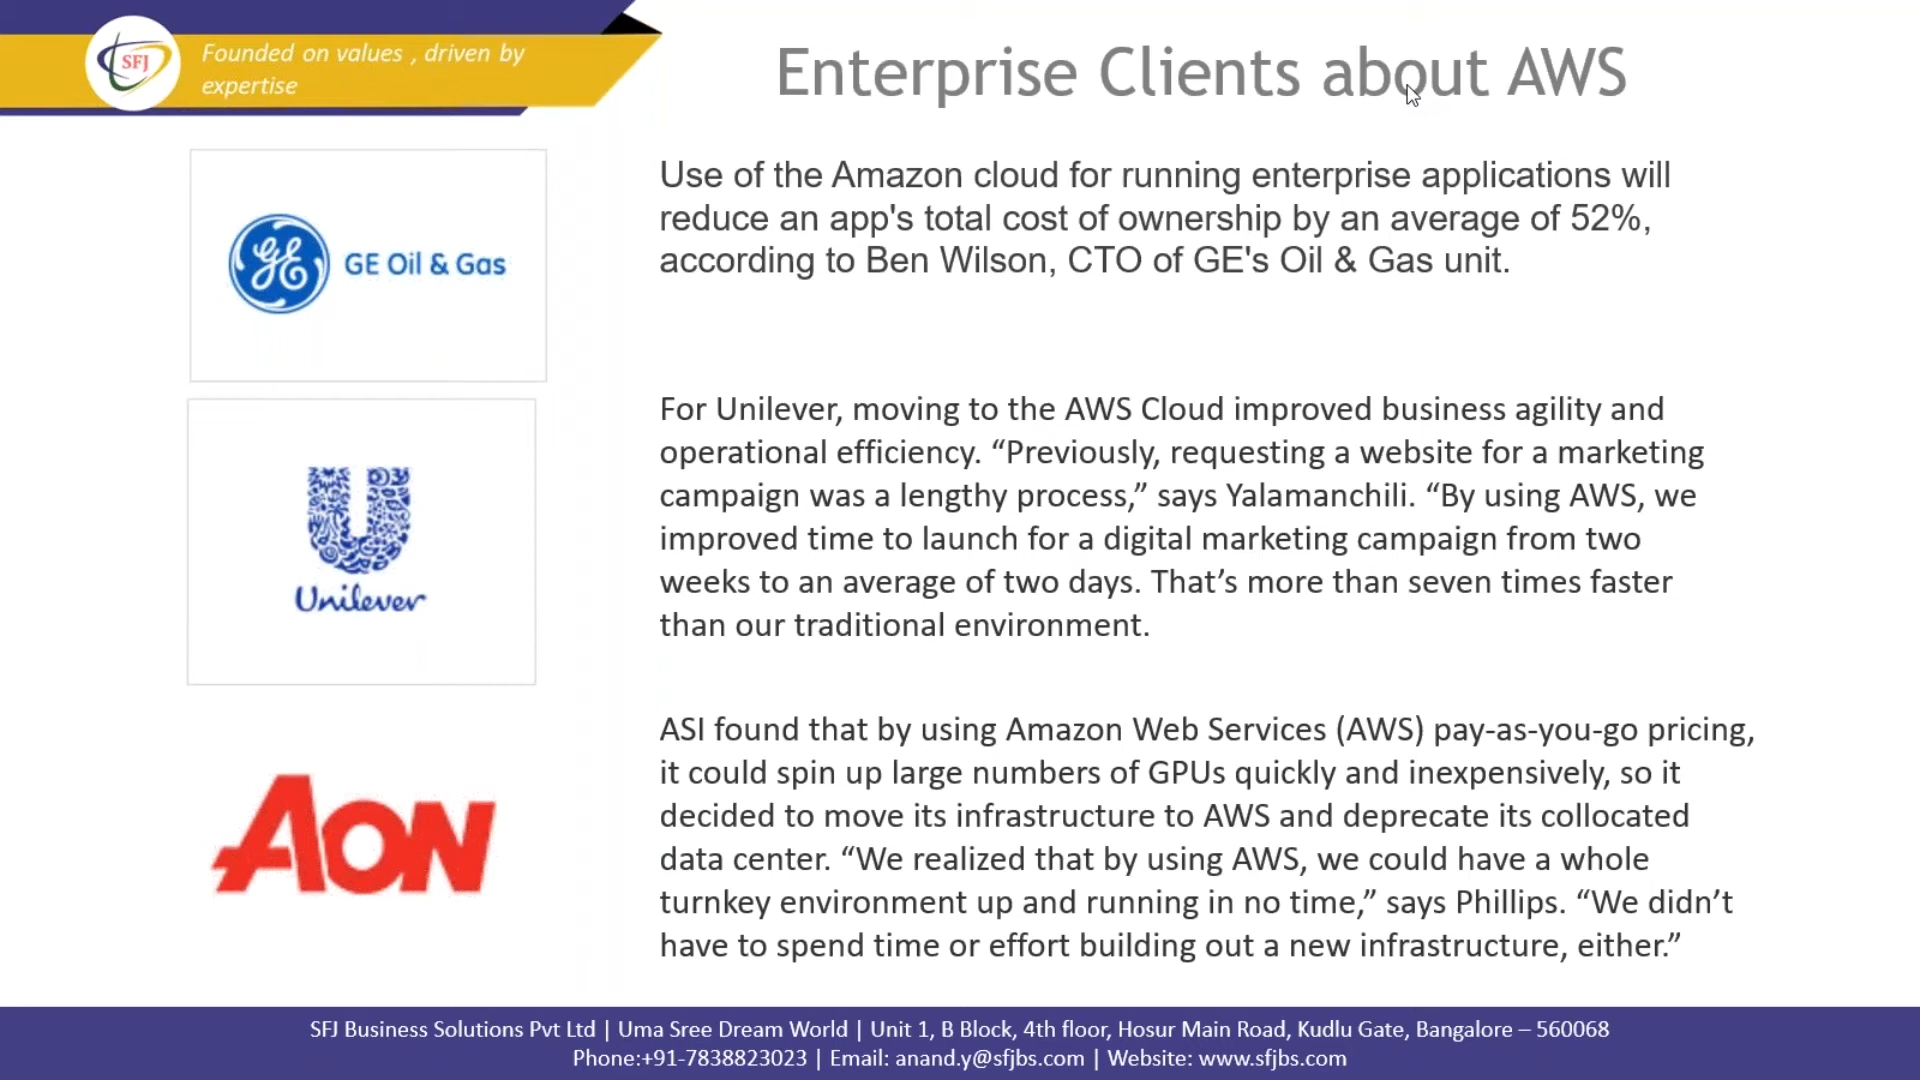 SFJ
Founded on values , driven by
expertise
Enterprise Clients about AWS
GE Oil & Gas
Use of the Amazon cloud for running enterprise applications will
reduce an app's total cost of ownership by an average of 52%,
according to Ben Wilson, CTO of GE's Oil & Gas unit.
Unilever
For Unilever, moving to the AWS Cloud improved business agility and
operational efficiency. “Previously, requesting a website for a marketing
campaign was a lengthy process,” says Yalamanchili. “By using AWS, we
improved time to launch for a digital marketing campaign from two
weeks to an average of two days. That’s more than seven times faster
than our traditional environment.
AON
ASI found that by using Amazon Web Services (AWS) pay-as-you-go pricing,
it could spin up large numbers of GPUs quickly and inexpensively, so it
decided to move its infrastructure to AWS and deprecate its collocated
data center. “We realized that by using AWS, we could have a whole
turnkey environment up and running in no time,” says Phillips. “We didn’t
have to spend time or effort building out a new infrastructure, either.”
SFJ Business Solutions Pvt Ltd | Uma Sree Dream World | Unit 1, B Block, 4th floor, Hosur Main Road, Kudlu Gate, Bangalore – 560068
Phone:+91-7838823023 | Email: anand.y@sfjbs.com | Website: www.sfjbs.com